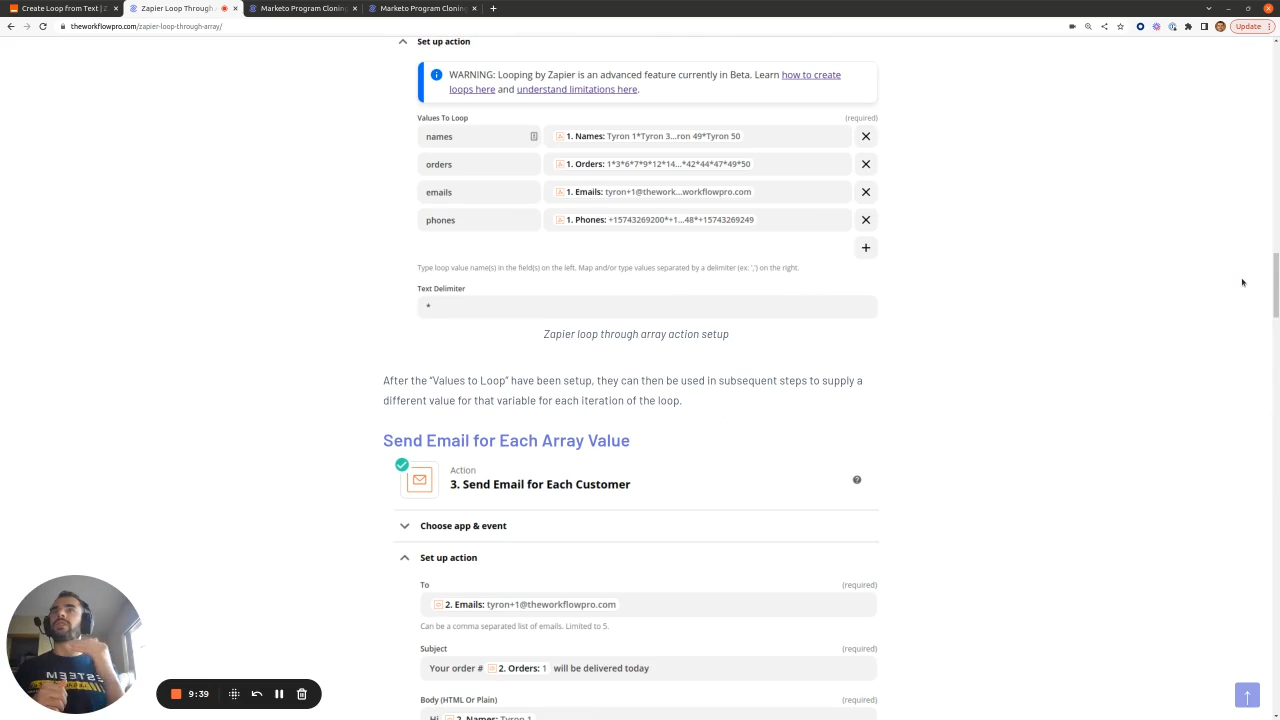 Create Loop from Text | Z
Zapier Loop Through
Marketo Program Cloning
Marketo Program Cloning
theworkflowpro.com/zapier-loop-through-array/
Update
Set up action
WARNING: Looping by Zapier is an advanced feature currently in Beta. Learn how to create
loops here and understand limitations here.
Values To Loop
(required)
names
1. Names: Tyron 1*Tyron 3...ron 49*Tyron 50
orders
1. Orders: 1*3*6*7*9*12*14...*42*44*47*49*50
emails
1. Emails: tyron+1@thework...workflowpro.com
phones
1. Phones: +15743269200*+1...48*+15743269249
Type loop value name(s) in the field(s) on the left. Map and/or type values separated by a delimiter (ex: ',') on the right.
Text Delimiter
*
Zapier loop through array action setup
After the “Values to Loop” have been setup, they can then be used in subsequent steps to supply a
different value for that variable for each iteration of the loop.
Send Email for Each Array Value
Action
3. Send Email for Each Customer
Choose app & event
Set up action
To
(required)
2. Emails: tyron+1@theworkflowpro.com
Can be a comma separated list of emails. Limited to 5.
Subject
(required)
Your order # 2. Orders: 1 will be delivered today
Body (HTML Or Plain)
(required)
Hi 2. Names: Tyron 1
9:39